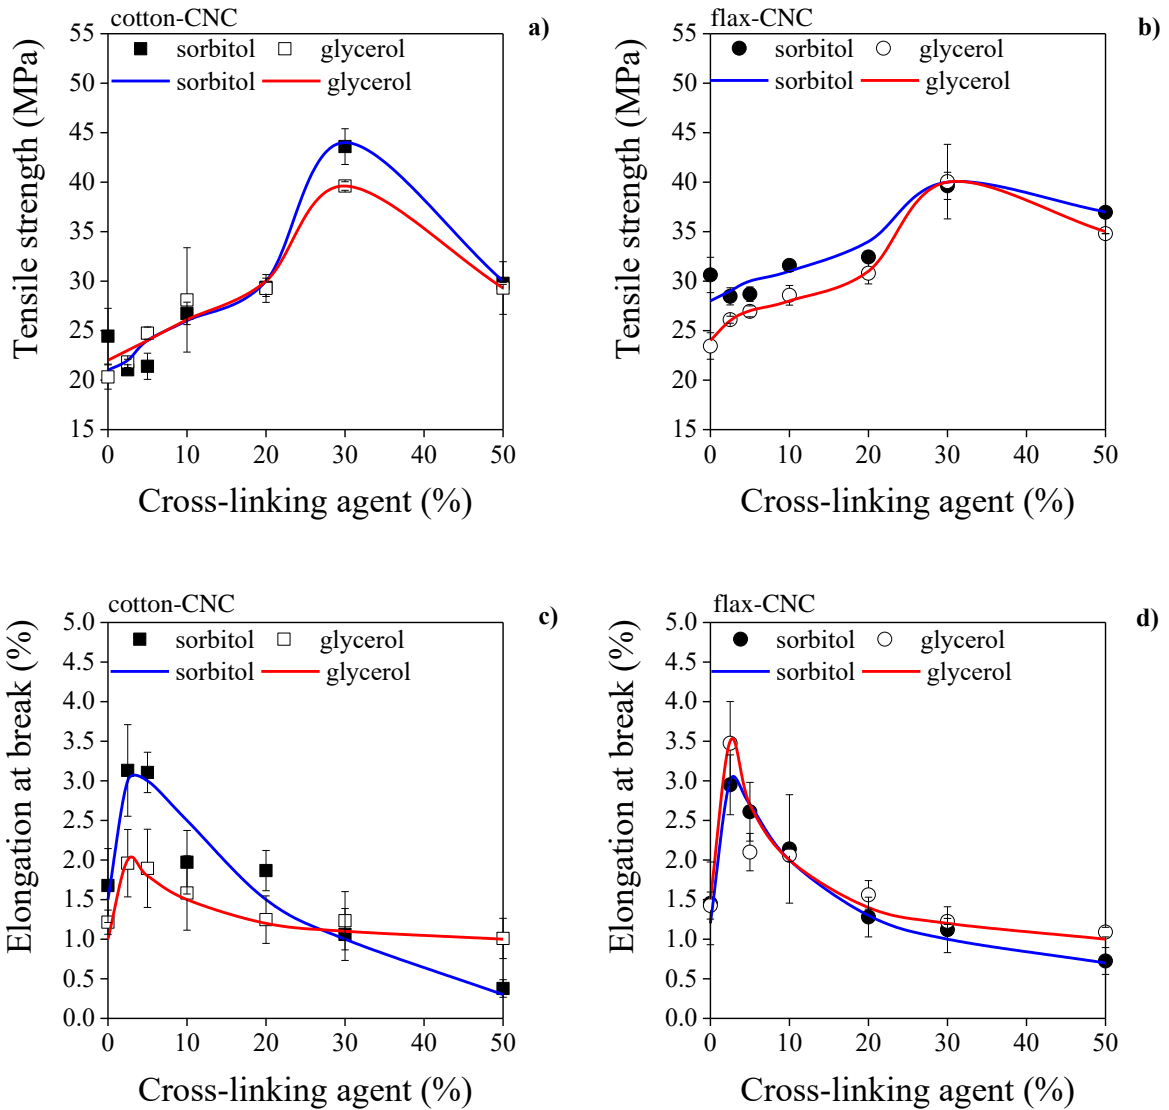 cotton-CNC
a)
sorbitol glycerol
sorbitol glycerol
Tensile strength (MPa)
55
50
45
40
35
30
25
20
15
0 10 20 30 40 50
Cross-linking agent (%)
flax-CNC
b)
sorbitol glycerol
sorbitol glycerol
Tensile strength (MPa)
55
50
45
40
35
30
25
20
15
0 10 20 30 40 50
Cross-linking agent (%)
cotton-CNC
c)
sorbitol glycerol
sorbitol glycerol
Elongation at break (%)
5.0
4.5
4.0
3.5
3.0
2.5
2.0
1.5
1.0
0.5
0.0
0 10 20 30 40 50
Cross-linking agent (%)
flax-CNC
d)
sorbitol glycerol
sorbitol glycerol
Elongation at break (%)
5.0
4.5
4.0
3.5
3.0
2.5
2.0
1.5
1.0
0.5
0.0
0 10 20 30 40 50
Cross-linking agent (%)